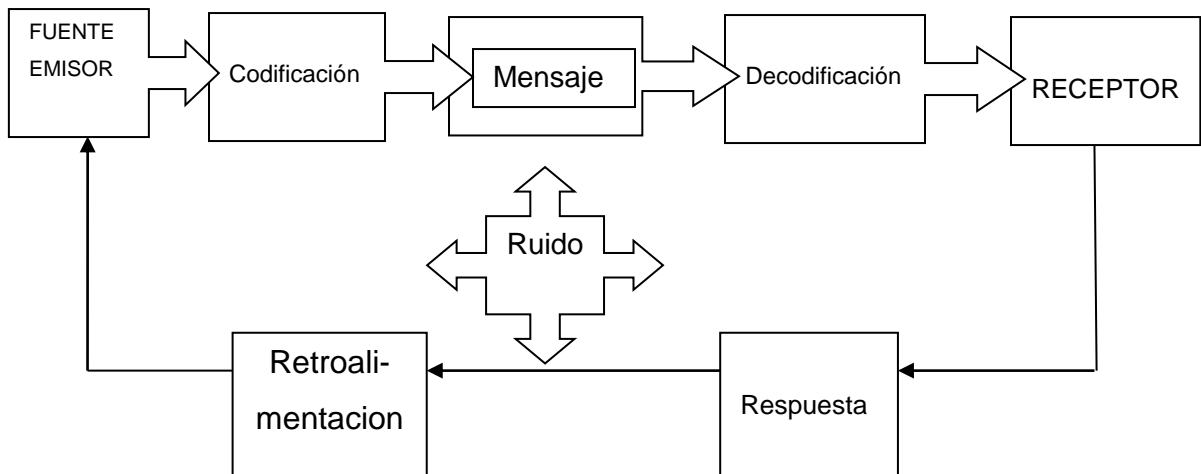 FUENTE
EMISOR
Codificación
Mensaje
Decodificación
RECEPTOR
Ruido
Retroali-
mentacion
Respuesta